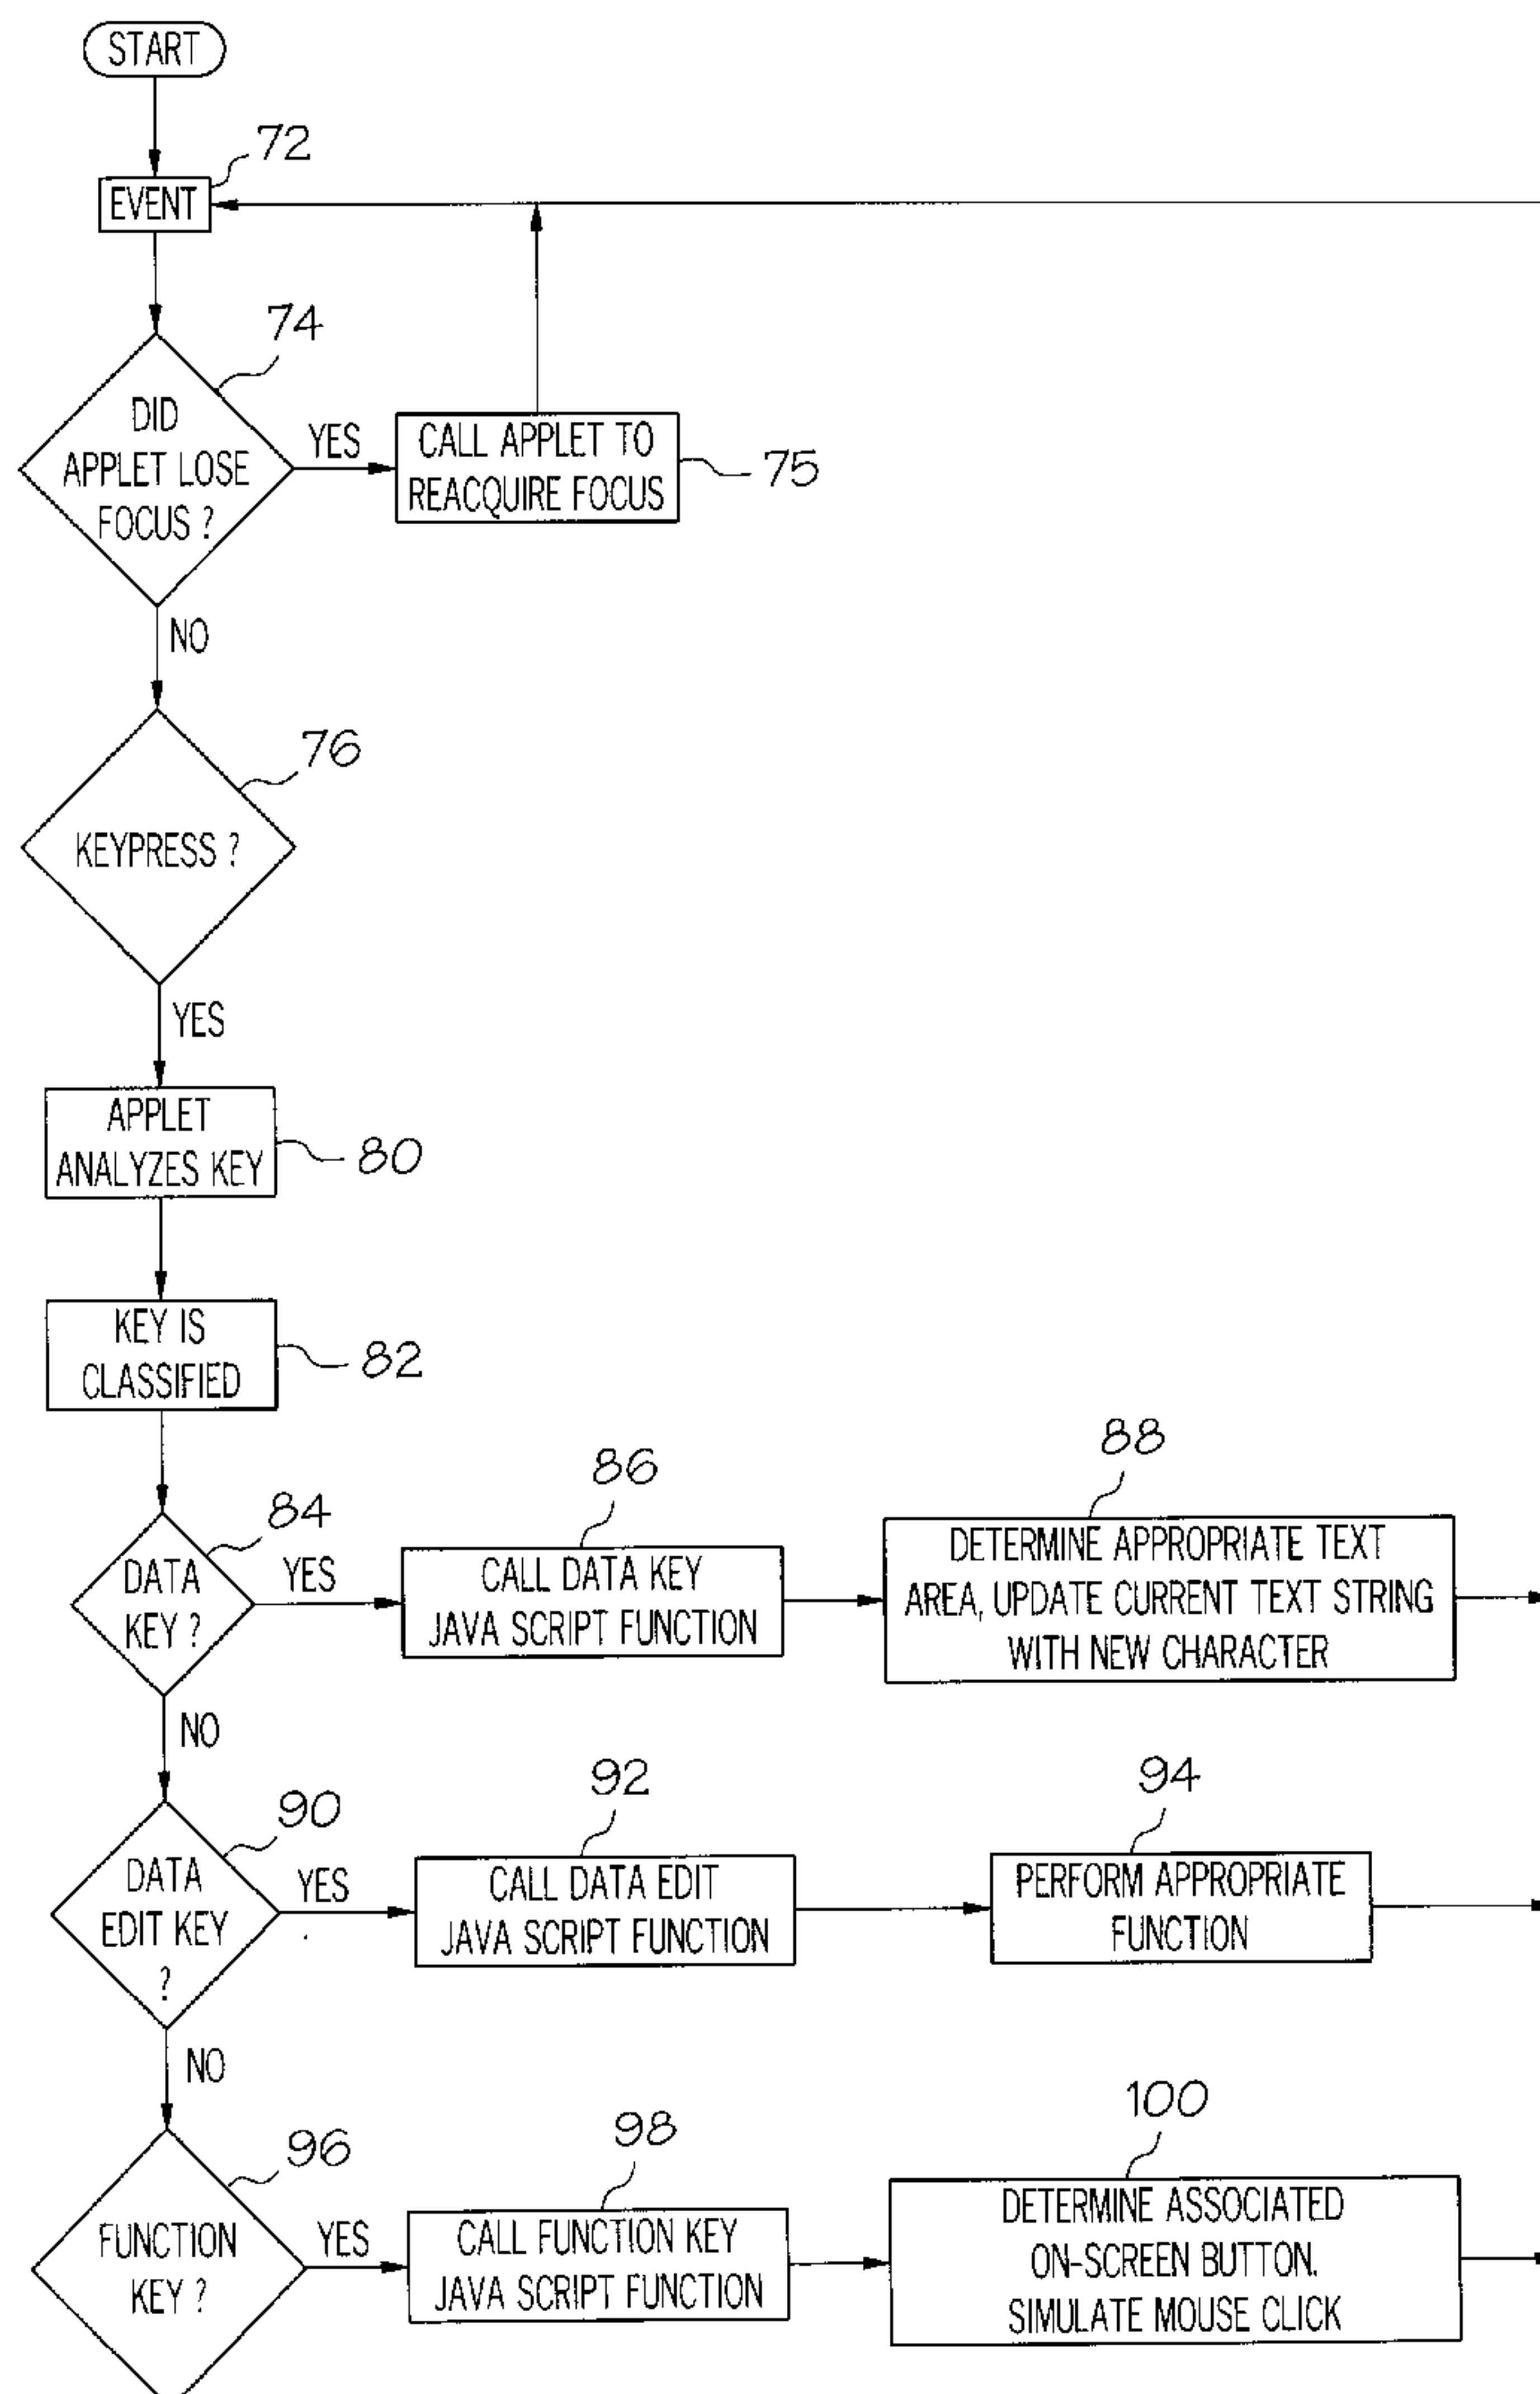 START
72
EVENT
74
DID
APPLET LOSE
FOCUS ?
YES
CALL APPLET TO
REACQUIRE FOCUS
75
NO
76
KEYPRESS ?
YES
APPLET
ANALYZES KEY
80
KEY IS
CLASSIFIED
82
84
DATA
KEY ?
YES
86
CALL DATA KEY
JAVA SCRIPT FUNCTION
88
DETERMINE APPROPRIATE TEXT
AREA, UPDATE CURRENT TEXT STRING
WITH NEW CHARACTER
NO
90
DATA
EDIT KEY
?
YES
92
CALL DATA EDIT
JAVA SCRIPT FUNCTION
94
PERFORM APPROPRIATE
FUNCTION
NO
96
FUNCTION
KEY ?
YES
98
CALL FUNCTION KEY
JAVA SCRIPT FUNCTION
100
DETERMINE ASSOCIATED
ON-SCREEN BUTTON.
SIMULATE MOUSE CLICK